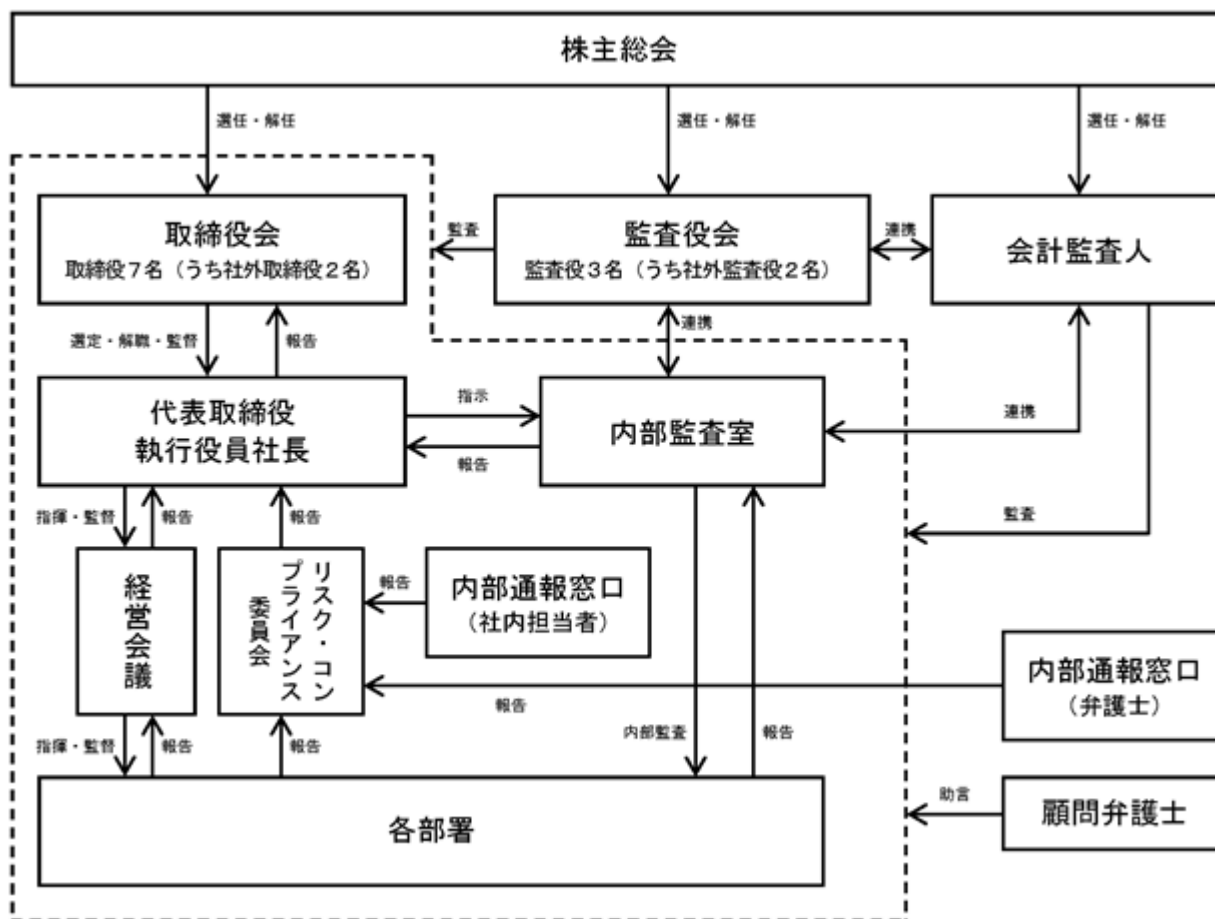 株主総会
選任・解任
選任・解任
選任・解任
取締役会
取締役７名（うち社外取締役２名）
監査
監査役会
監査役３名（うち社外監査役２名）
連携
会計監査人
選定・解職・監督
報告
連携
代表取締役
執行役員社長
指示
報告
内部監査室
連携
監査
指揮・監督
報告
報告
経営会議
リスク・コン
プライアンス
委員会
報告
内部通報窓口
（社内担当者）
報告
内部通報窓口
（弁護士）
指揮・監督
報告
報告
内部監査
報告
各部署
助言
顧問弁護士